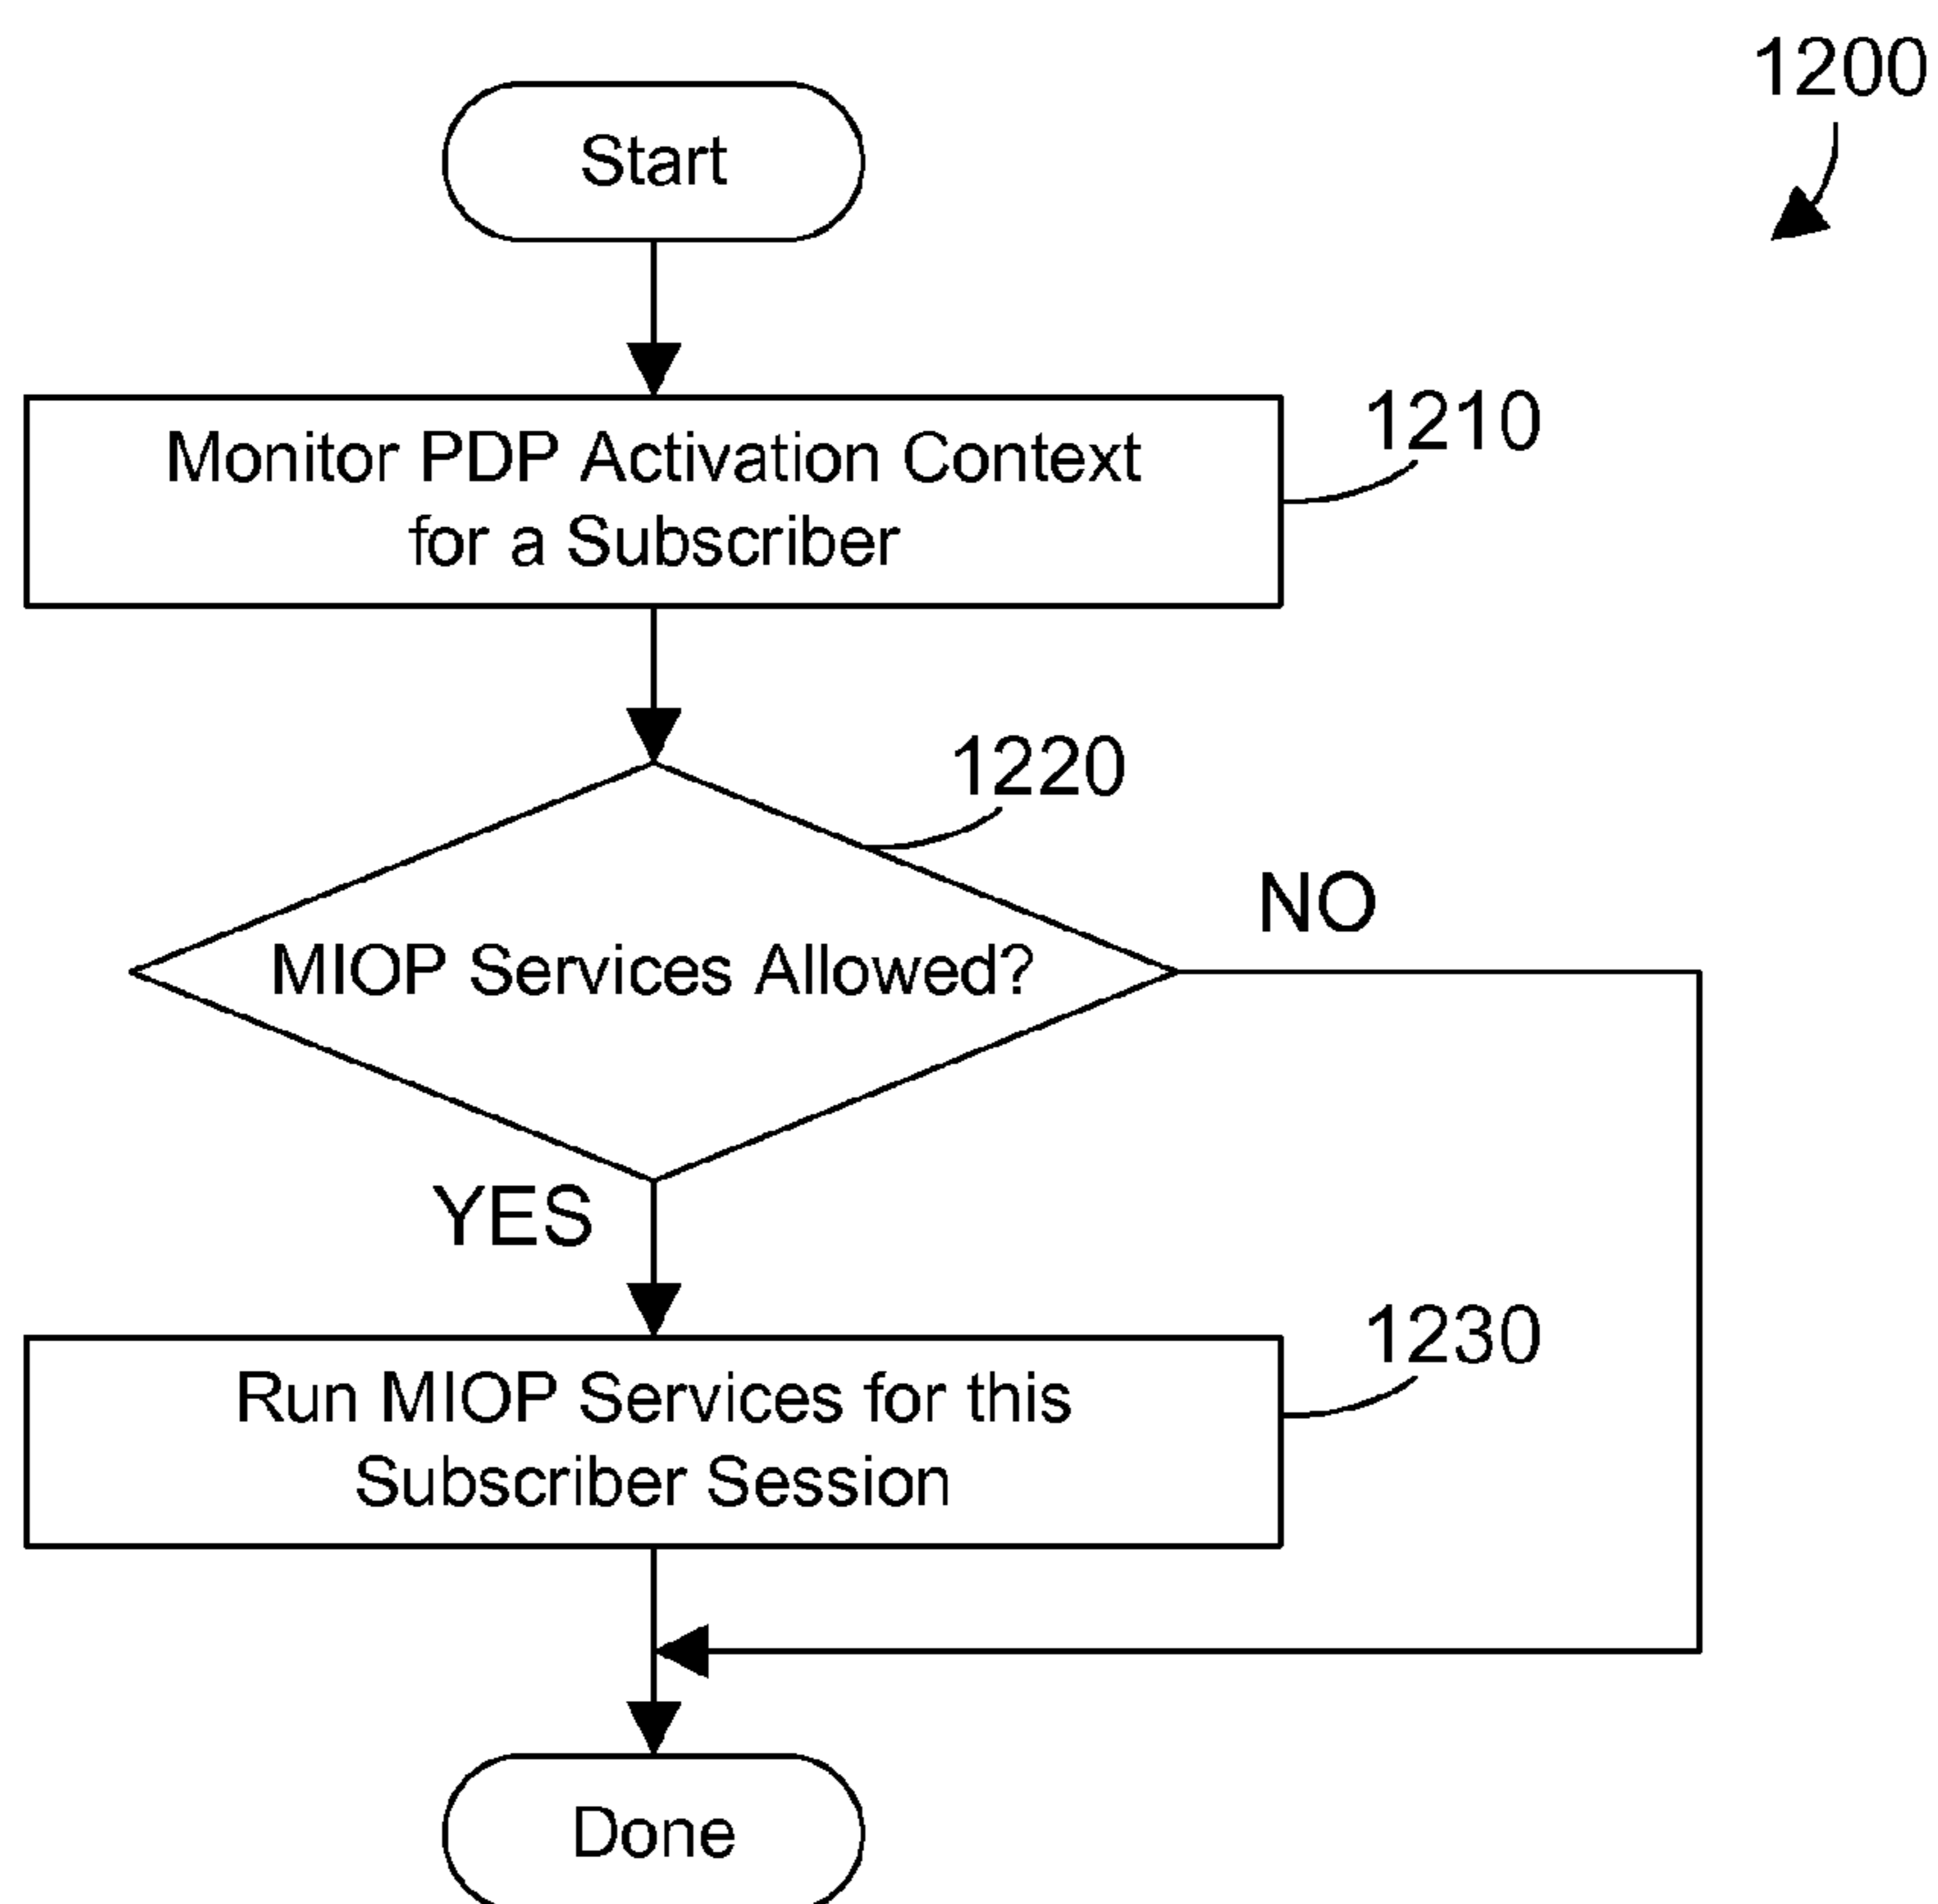 1200
Start
Monitor PDP Activation Context
for a Subscriber
1210
1220
MIOP Services Allowed?
NO
YES
Run MIOP Services for this
Subscriber Session
1230
Done